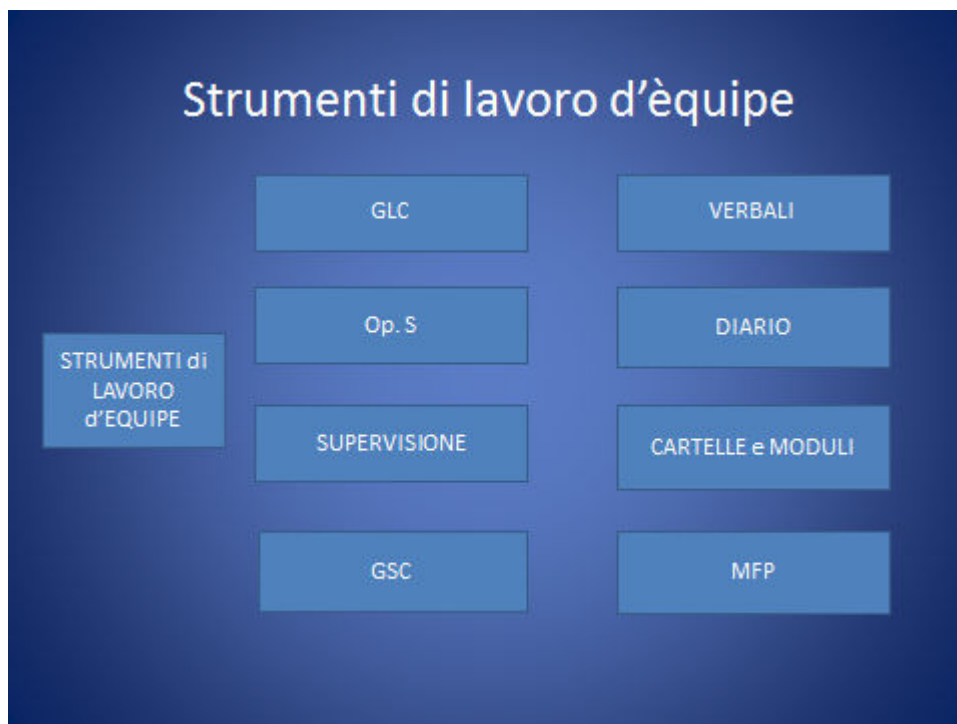 Strumenti di lavoro d'èquipe
GLC
VERBALI
Op. S
DIARIO
STRUMENTI di
LAVORO
d'EQUIPE
SUPERVISIONE
CARTELLE e MODULI
GSC
MFP